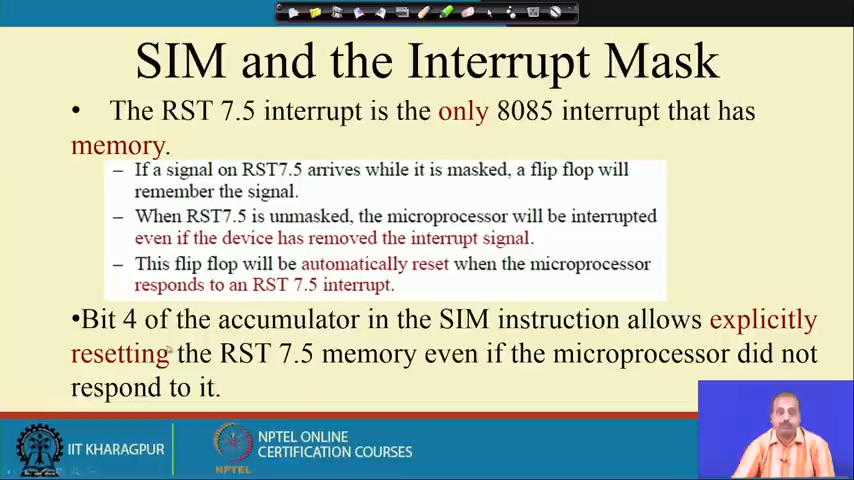 SIM and the Interrupt Mask
• The RST 7.5 interrupt is the only 8085 interrupt that has
memory.
– If a signal on RST7.5 arrives while it is masked, a flip flop will
remember the signal.
– When RST7.5 is unmasked, the microprocessor will be interrupted
even if the device has removed the interrupt signal.
– This flip flop will be automatically reset when the microprocessor
responds to an RST 7.5 interrupt.
•Bit 4 of the accumulator in the SIM instruction allows explicitly
resetting the RST 7.5 memory even if the microprocessor did not
respond to it.
IIT KHARAGPUR
NPTEL
NPTEL ONLINE
CERTIFICATION COURSES